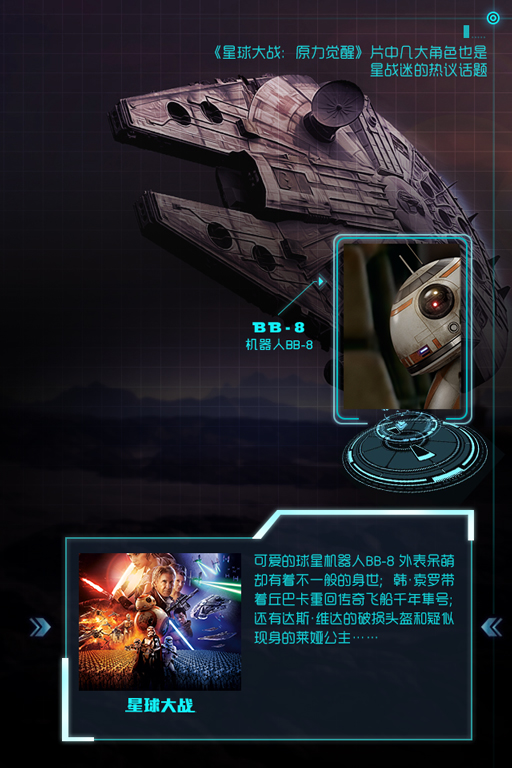 《星球大战：原力觉醒》片中几大角色也是
星战迷的热议话题
BB-8
机器人BB-8
可爱的球星机器人BB-8 外表呆萌
却有着不一般的身世；韩·索罗带
着丘巴卡重回传奇飞船千年隼号；
还有达斯·维达的破损头盔和疑似
现身的莱娅公主……
星球大战